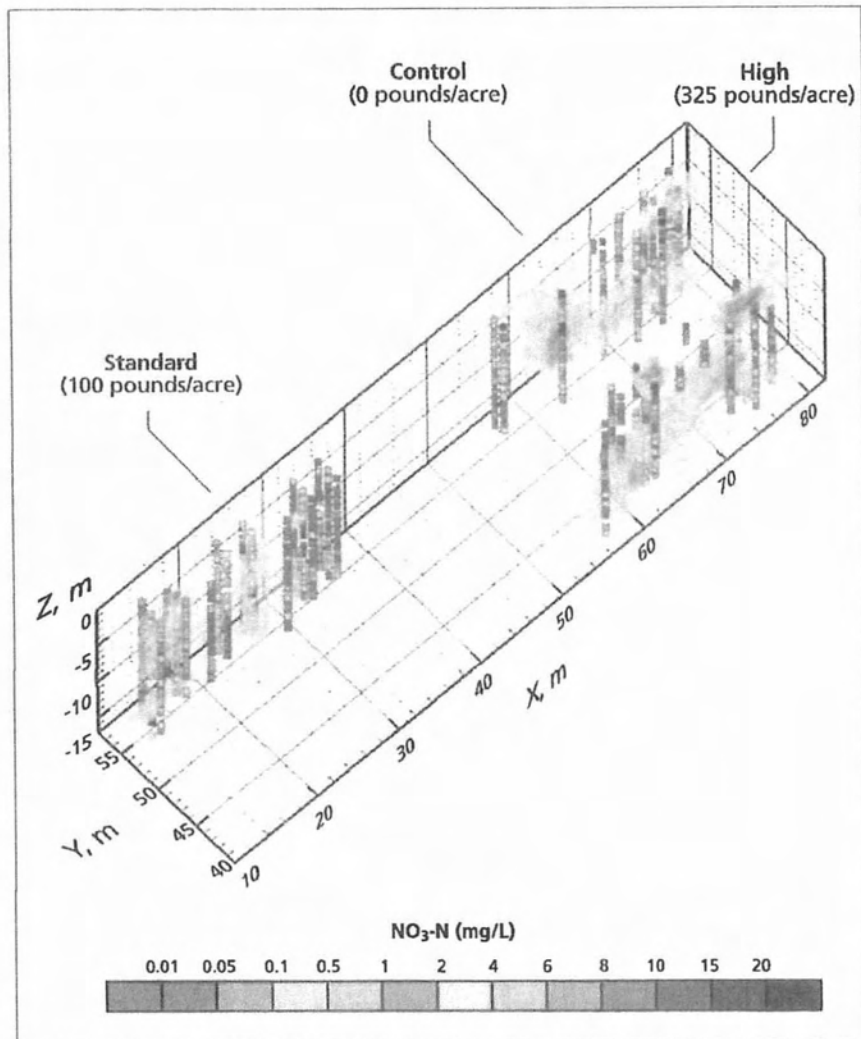 Control
(0 pounds/acre)
High
(325 pounds/acre)
Standard
(100 pounds/acre)
Z, m
0
-5
-10
-15
55
50
45
40
Y, m
10
20
30
40
50
60
70
80
X, m
NO₃-N (mg/L)
0.01 0.05 0.1 0.5 1 2 4 6 8 10 15 20